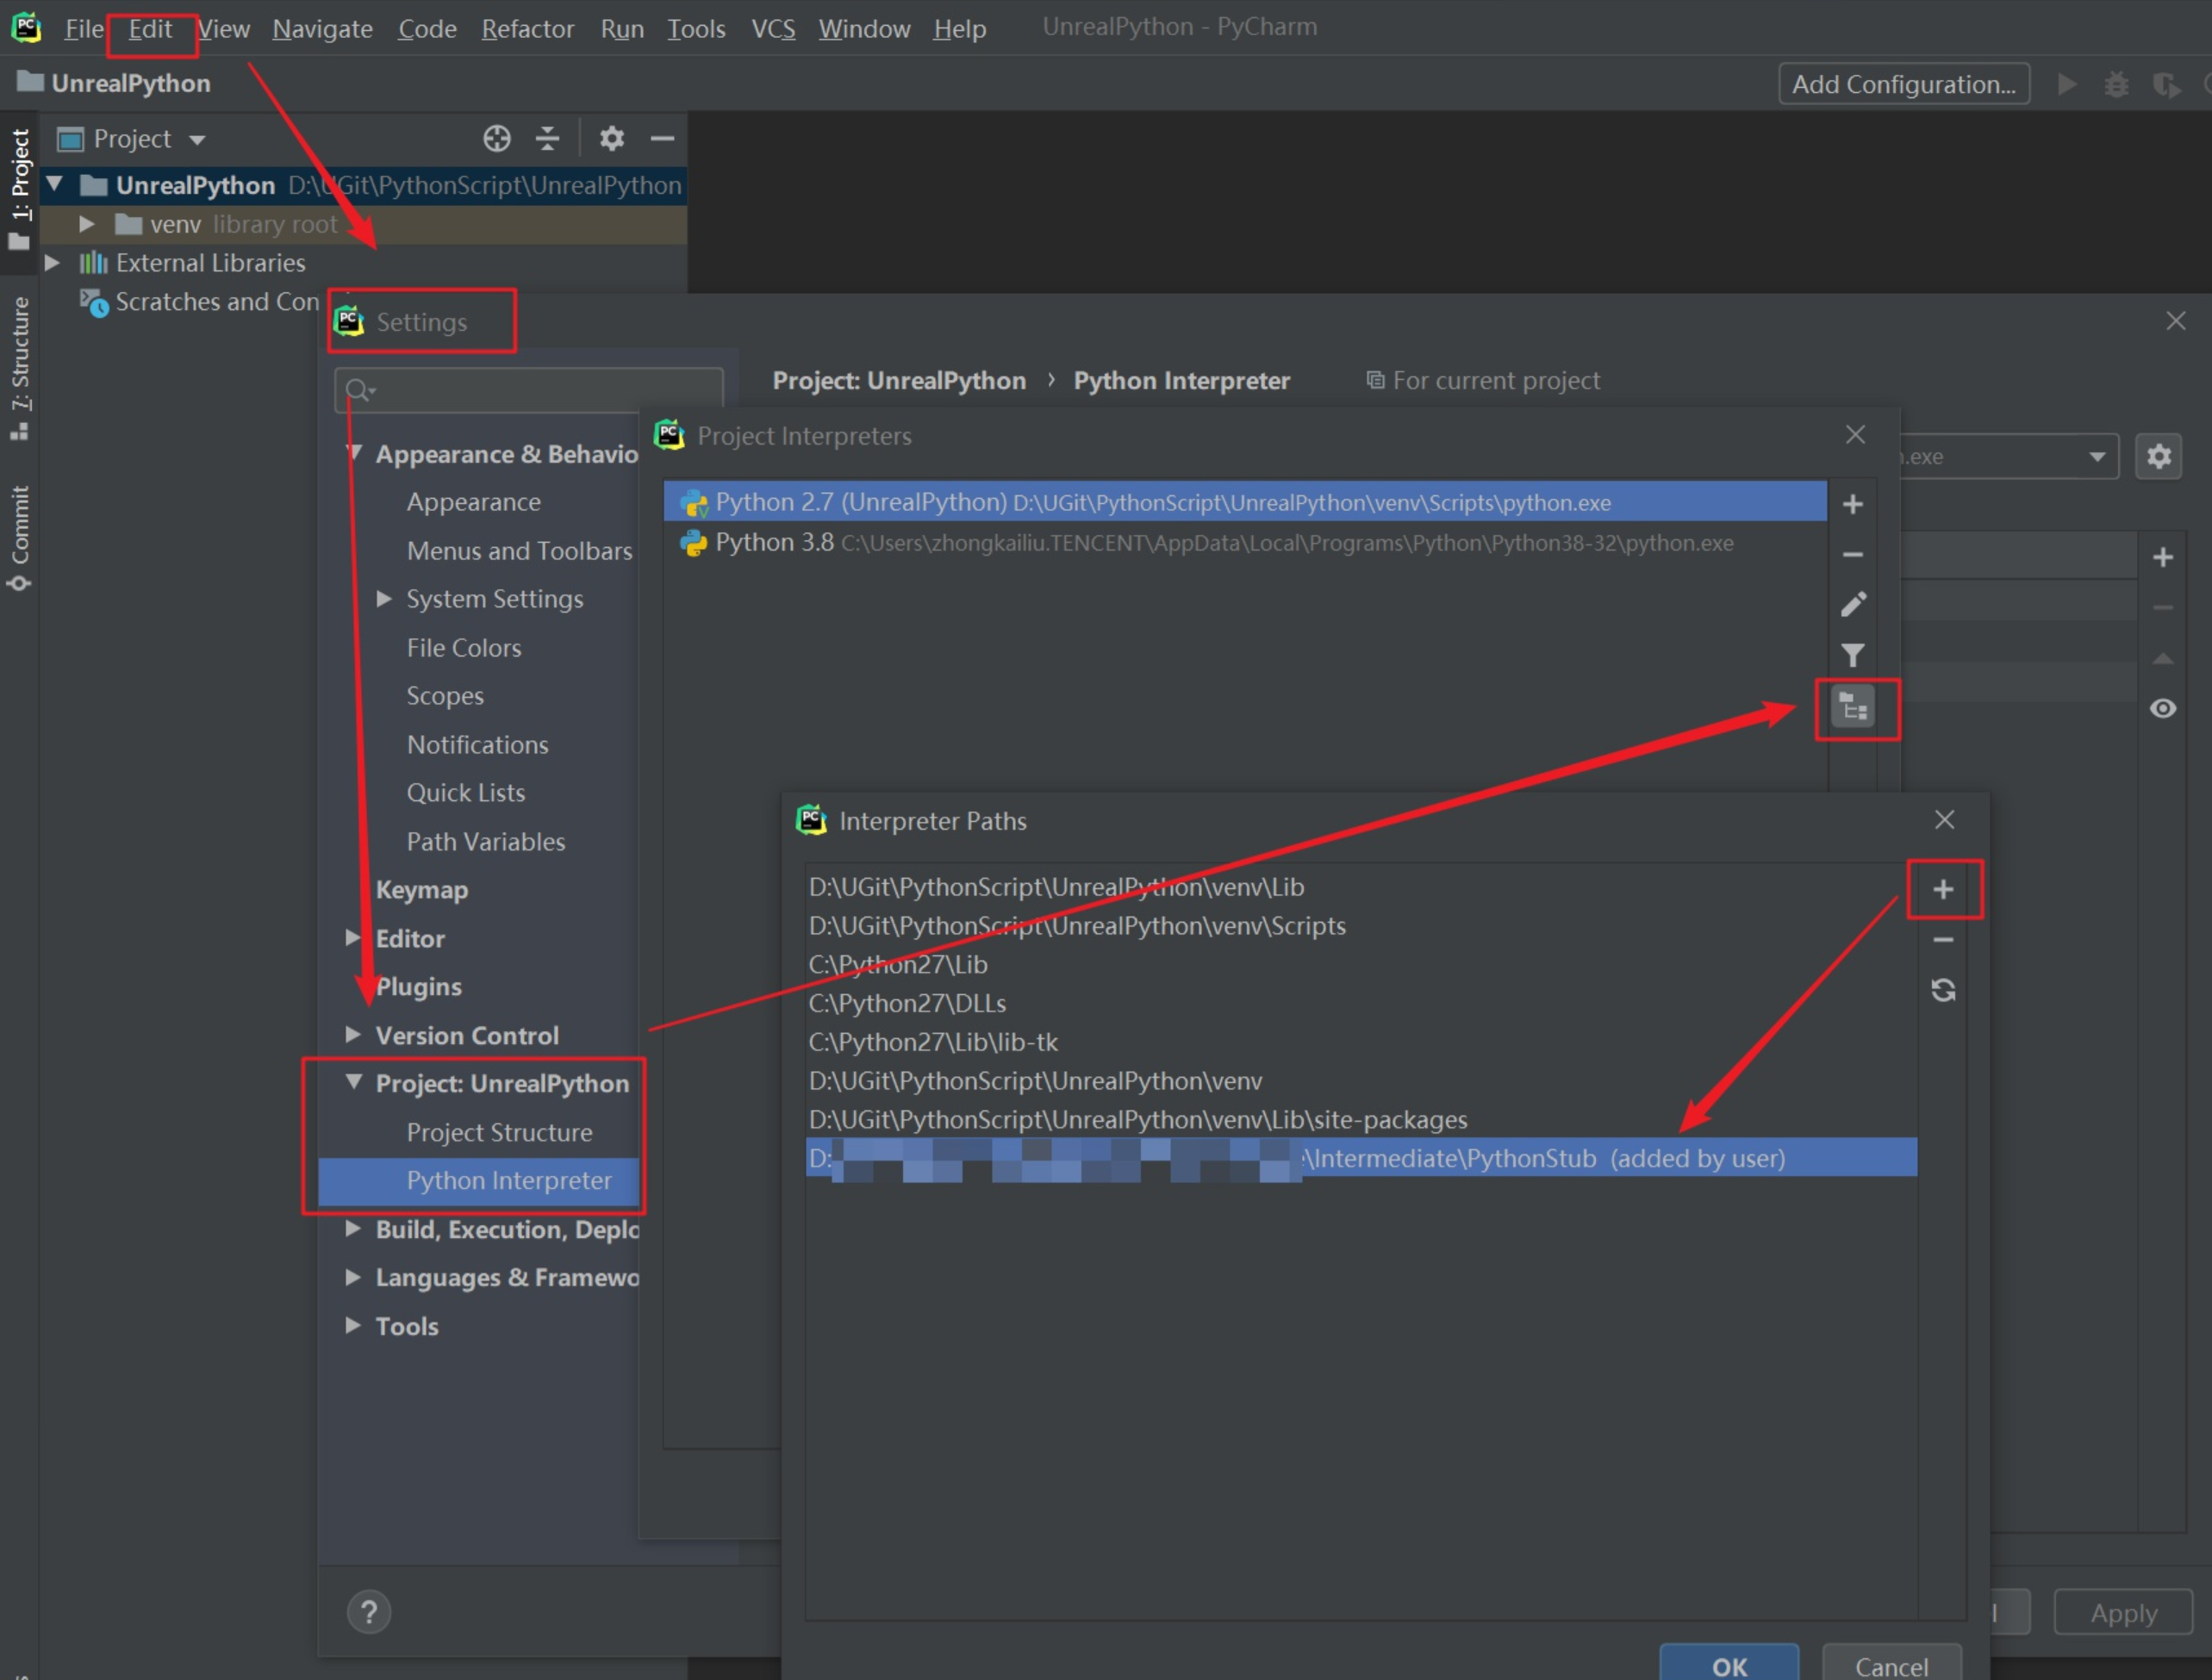 File Edit View Navigate Code Refactor Run Tools VCS Window Help UnrealPython - PyCharm
UnrealPython
Add Configuration...
Project
UnrealPython D:\UGit\PythonScript\UnrealPython
venv library root
External Libraries
Scratches and Con
1: Project
7: Structure
Commit
Settings
Project: UnrealPython › Python Interpreter For current project
.exe
Appearance & Behavio
Appearance
Menus and Toolbars
System Settings
File Colors
Scopes
Notifications
Quick Lists
Path Variables
Keymap
Editor
Plugins
Version Control
Project: UnrealPython
Project Structure
Python Interpreter
Build, Execution, Deplo
Languages & Framewo
Tools
Project Interpreters
Python 2.7 (UnrealPython) D:\UGit\PythonScript\UnrealPython\venv\Scripts\python.exe
Python 3.8 C:\Users\zhongkailiu.TENCENT\AppData\Local\Programs\Python\Python38-32\python.exe
Interpreter Paths
D:\UGit\PythonScript\UnrealPython\venv\Lib
D:\UGit\PythonScript\UnrealPython\venv\Scripts
C:\Python27\Lib
C:\Python27\DLLs
C:\Python27\Lib\lib-tk
D:\UGit\PythonScript\UnrealPython\venv
D:\UGit\PythonScript\UnrealPython\venv\Lib\site-packages
D: \Intermediate\PythonStub (added by user)
?
Apply
OK Cancel